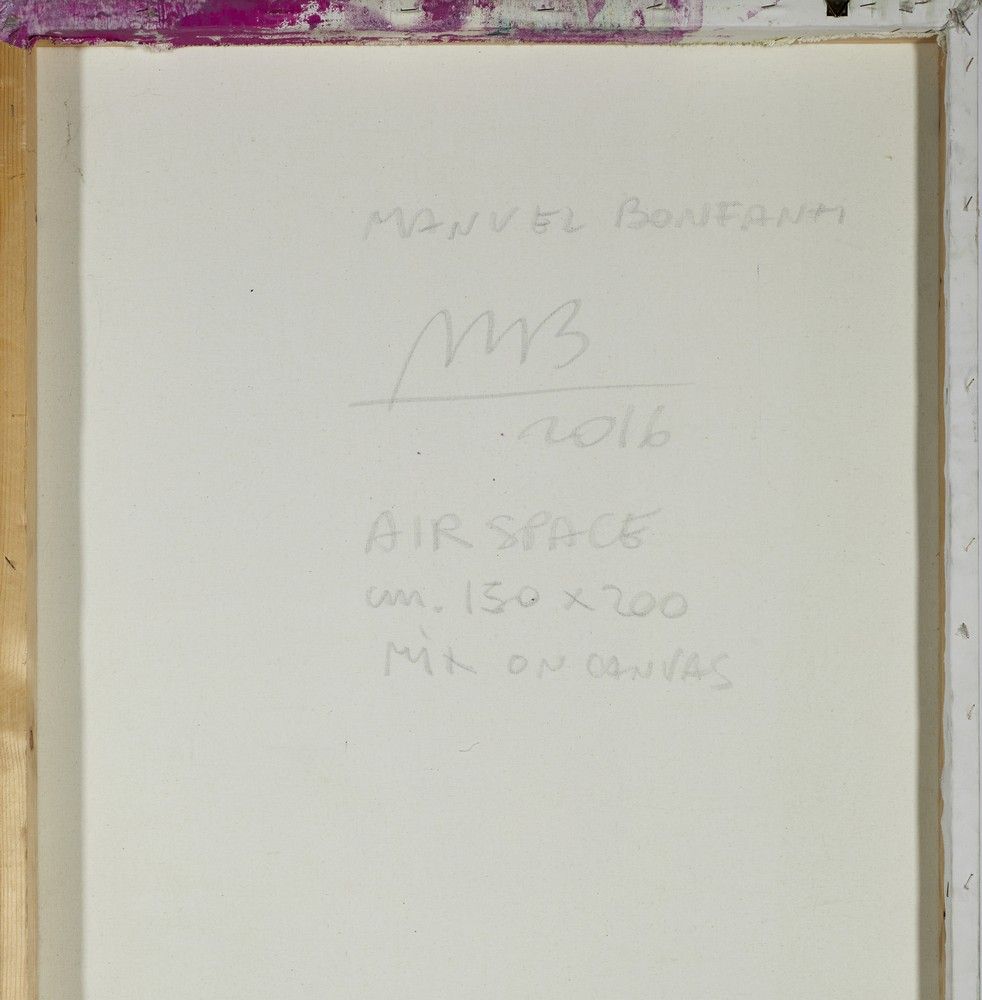 MANUEL BONFANTI
MB
2016
AIR SPACE
cm. 150 x 200
MIX ON CANVAS